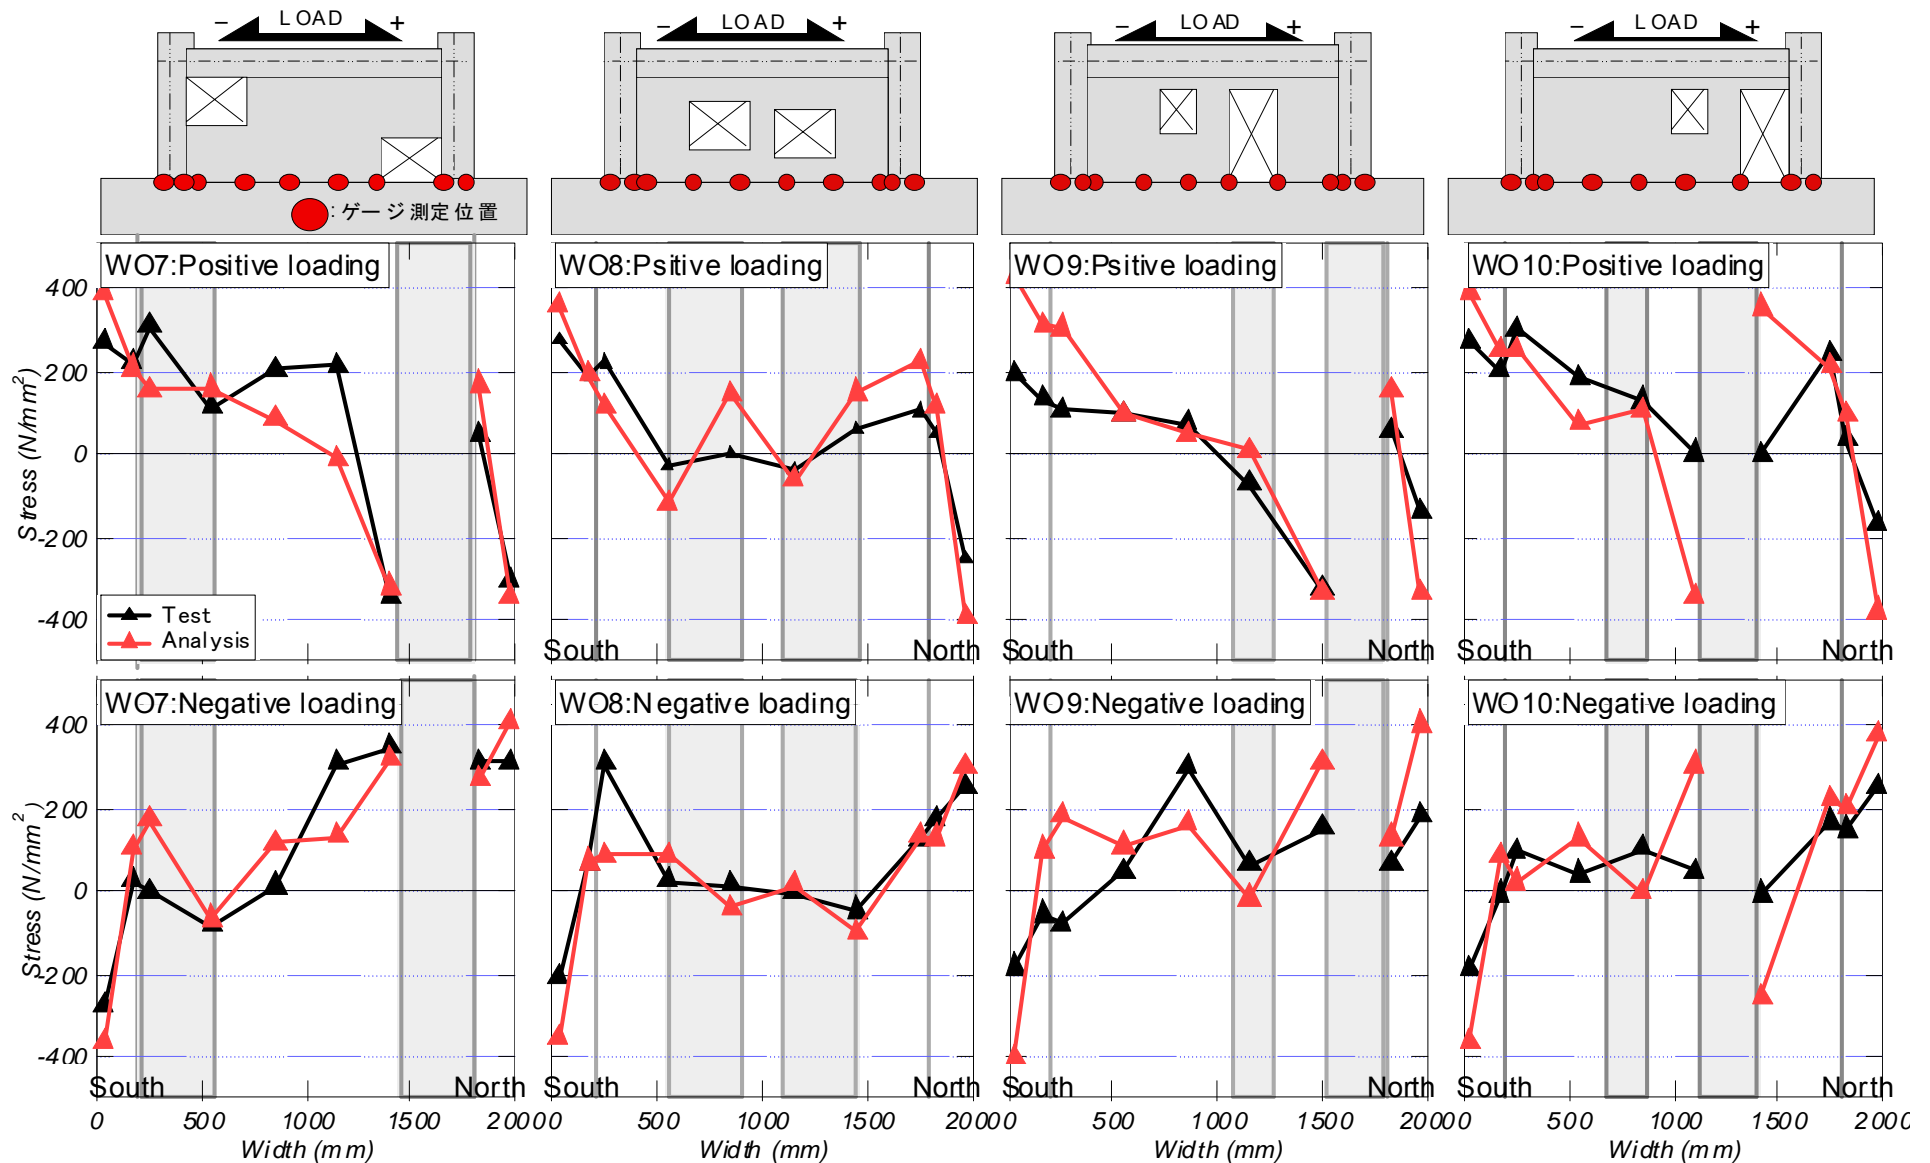 − LOAD +
− LOAD +
− LOAD +
− LOAD +
: ゲージ測定位置
WO7:Positive loading
WO8:Psitive loading
WO9:Psitive loading
WO10:Positive loading
400
200
0
-200
-400
Stress (N/mm2)
Test
Analysis
South North
South North
South North
WO7:Negative loading
WO8:Negative loading
WO9:Negative loading
WO10:Negative loading
400
200
0
-200
-400
Stress (N/mm2)
South North
South North
South North
South North
0 500 1000 1500 2000
0 500 1000 1500 2000
0 500 1000 1500 2000
0 500 1000 1500 2000
Width (mm)
Width (mm)
Width (mm)
Width (mm)